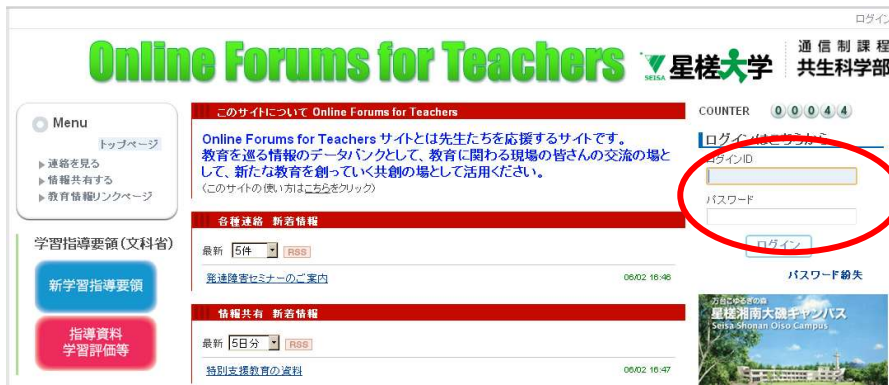 ログイン
Online Forums for Teachers
SEISA
星槎大学
通信制課程
共生科学部
Menu
トップページ
連絡を見る
情報共有する
教育情報リンクページ
学習指導要領(文科省)
新学習指導要領
指導資料
学習評価等
このサイトについて Online Forums for Teachers
Online Forums for Teachers サイトとは先生たちを応援するサイトです。
教育を巡る情報のデータバンクとして、教育に関わる現場の皆さんの交流の場と
して、新たな教育を創っていく共創の場として活用ください。
(このサイトの使い方はこちらをクリック)
各種連絡 新着情報
最新 5件 RSS
発達障害セミナーのご案内 06/02 16:46
情報共有 新着情報
最新 5日分 RSS
特別支援教育の資料 06/02 16:47
COUNTER 00044
ログインはこちらから
ログインID
パスワード
ログイン
パスワード紛失
万台こゆるぎの森
星槎湘南大磯キャンパス
Seisa Shonan Oiso Campus